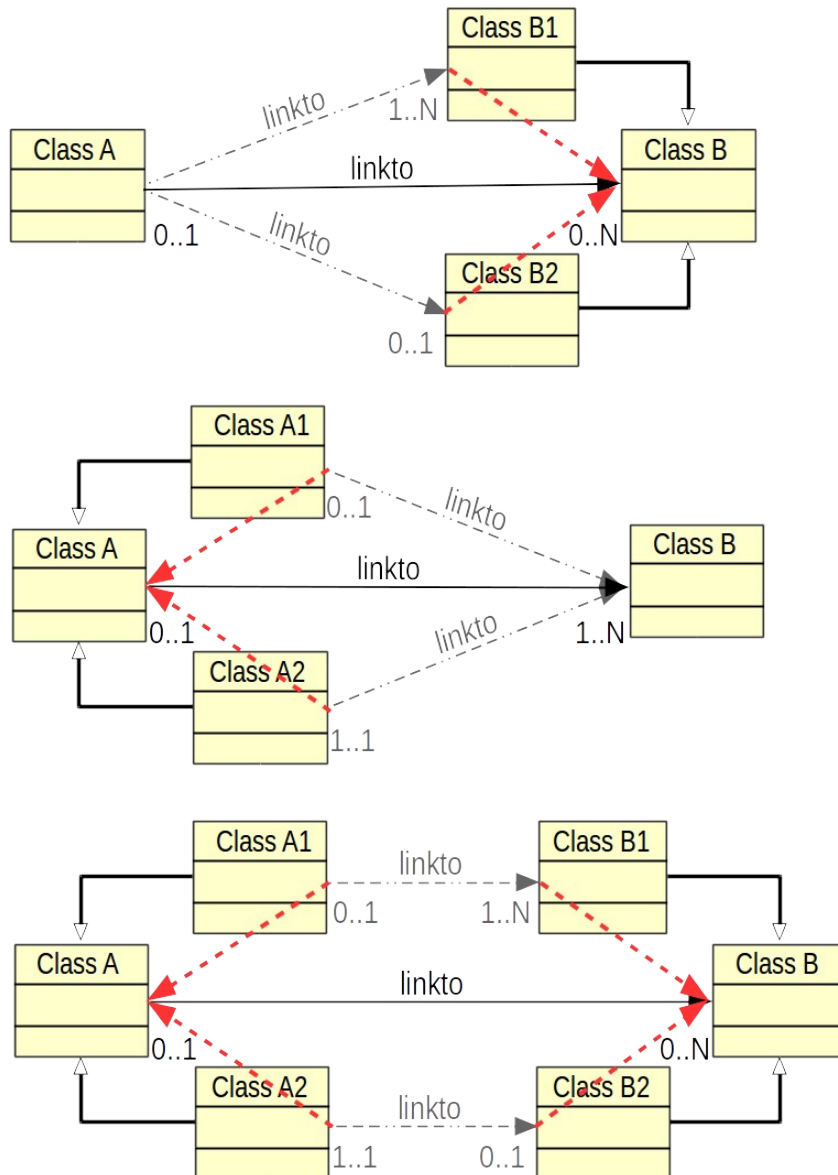 Class B1
linkto
1..N
Class A
linkto
Class B
0..1
linkto
0..N
Class B2
0..1
Class A1
0..1
linkto
Class A
linkto
Class B
0..1
linkto
1..N
Class A2
1..1
Class A1
linkto
Class B1
0..1
1..N
Class A
linkto
Class B
0..1
0..N
Class A2
linkto
Class B2
1..1
0..1